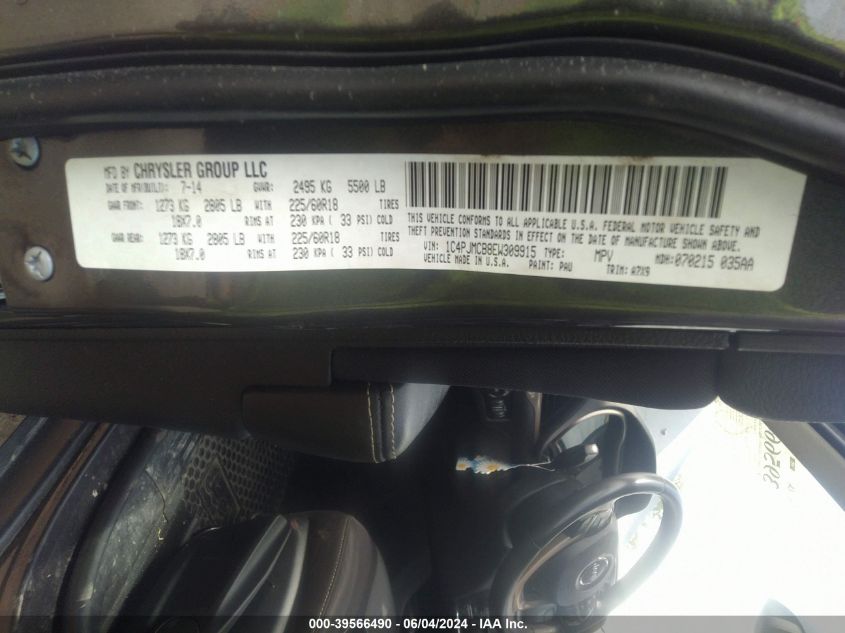 MFD BY CHRYSLER GROUP LLC
DATE OF MFR(BUILT): 7-14 GVWR: 2495 KG 5500 LB
GAWR FRONT: 1273 KG 2805 LB WITH 225/60R18 TIRES
18X7.0 RIMS AT 230 KPA ( 33 PSI) COLD
GAWR REAR: 1273 KG 2805 LB WITH 225/60R18 TIRES
18X7.0 RIMS AT 230 KPA ( 33 PSI) COLD
THIS VEHICLE CONFORMS TO ALL APPLICABLE U.S.A. FEDERAL MOTOR VEHICLE SAFETY AND
THEFT PREVENTION STANDARDS IN EFFECT ON THE DATE OF MANUFACTURE SHOWN ABOVE.
VIN: 1C4PJMCB8EW309915 TYPE: MPV MDH: 070215 035AA
VEHICLE MADE IN U.S.A. PAINT: PAU TRIM: A7X9
Jeep
000-39566490 - 06/04/2024 - IAA Inc.